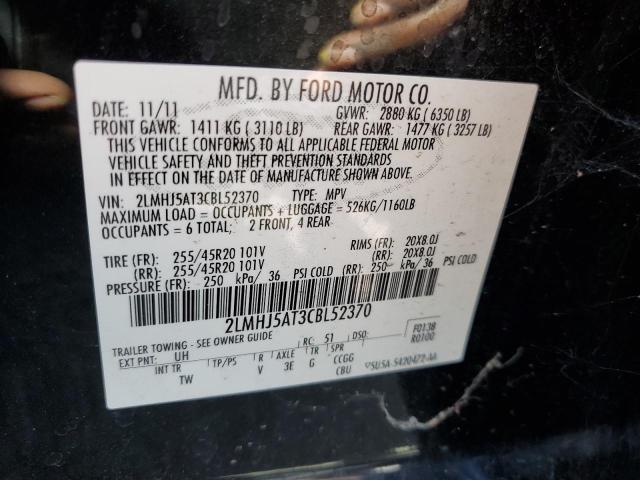 MFD. BY FORD MOTOR CO.
DATE: 11/11 GVWR: 2880 KG ( 6350 LB)
FRONT GAWR: 1411 KG ( 3110 LB) REAR GAWR: 1477 KG ( 3257 LB)
THIS VEHICLE CONFORMS TO ALL APPLICABLE FEDERAL MOTOR
VEHICLE SAFETY AND THEFT PREVENTION STANDARDS
IN EFFECT ON THE DATE OF MANUFACTURE SHOWN ABOVE.
VIN: 2LMHJ5AT3CBL52370 TYPE: MPV
MAXIMUM LOAD = OCCUPANTS + LUGGAGE = 526KG/1160LB
OCCUPANTS = 6 TOTAL; 2 FRONT, 4 REAR
TIRE (FR): 255/45R20 101V RIMS (FR): 20X8.0J
(RR): 255/45R20 101V (RR): 20X8.0J
PRESSURE (FR): 250 kPa/ 36 PSI COLD (RR): 250 kPa/ 36 PSI COLD
2LMHJ5AT3CBL52370
TRAILER TOWING - SEE OWNER GUIDE RC: 51 DSO: F0138
EXT PNT: UH R0100
INT TR TP/PS R AXLE TR SPR
TW V 3E G CCGG
CBU ▽5U5A-5420472-AA